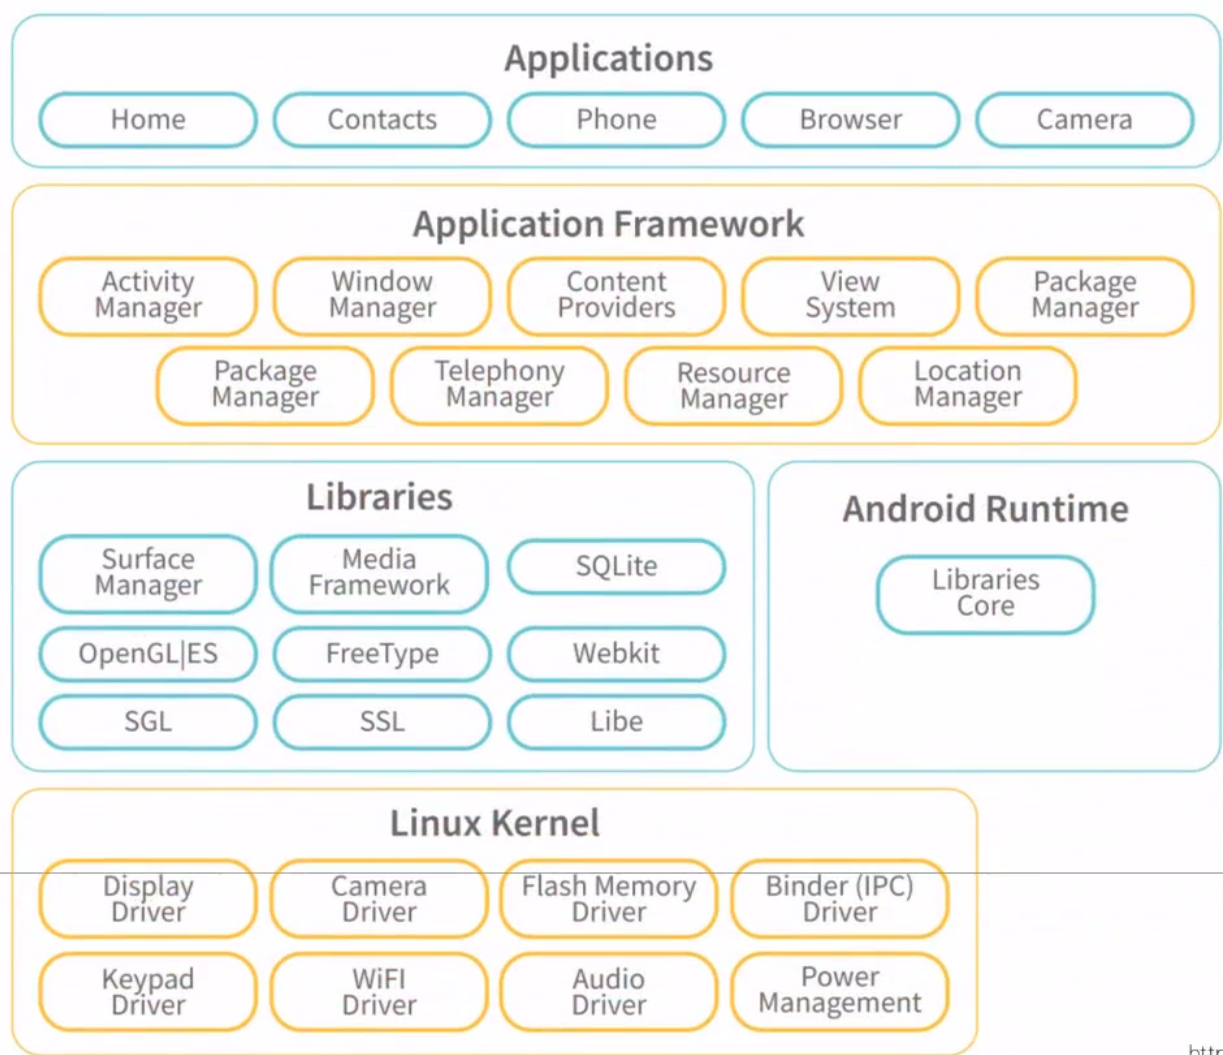 Applications
Home
Contacts
Phone
Browser
Camera
Application Framework
Activity
Manager
Window
Manager
Content
Providers
View
System
Package
Manager
Package
Manager
Telephony
Manager
Resource
Manager
Location
Manager
Libraries
Surface
Manager
Media
Framework
SQLite
OpenGL|ES
FreeType
Webkit
SGL
SSL
Libe
Android Runtime
Libraries
Core
Linux Kernel
Display
Driver
Camera
Driver
Flash Memory
Driver
Binder (IPC)
Driver
Keypad
Driver
WiFI
Driver
Audio
Driver
Power
Management